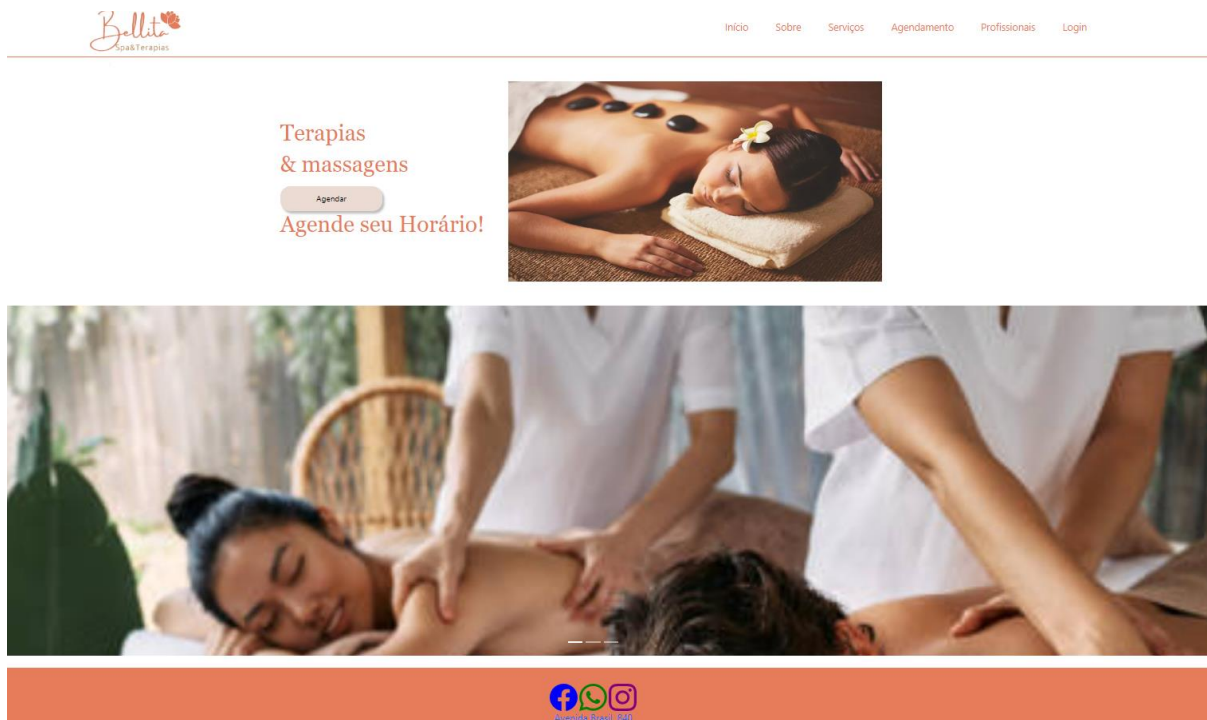 Bellita
Spa&Terapias
Início Sobre Serviços Agendamento Profissionais Login
Terapias
& massagens
Agendar
Agende seu Horário!
Avenida Brasil, 840